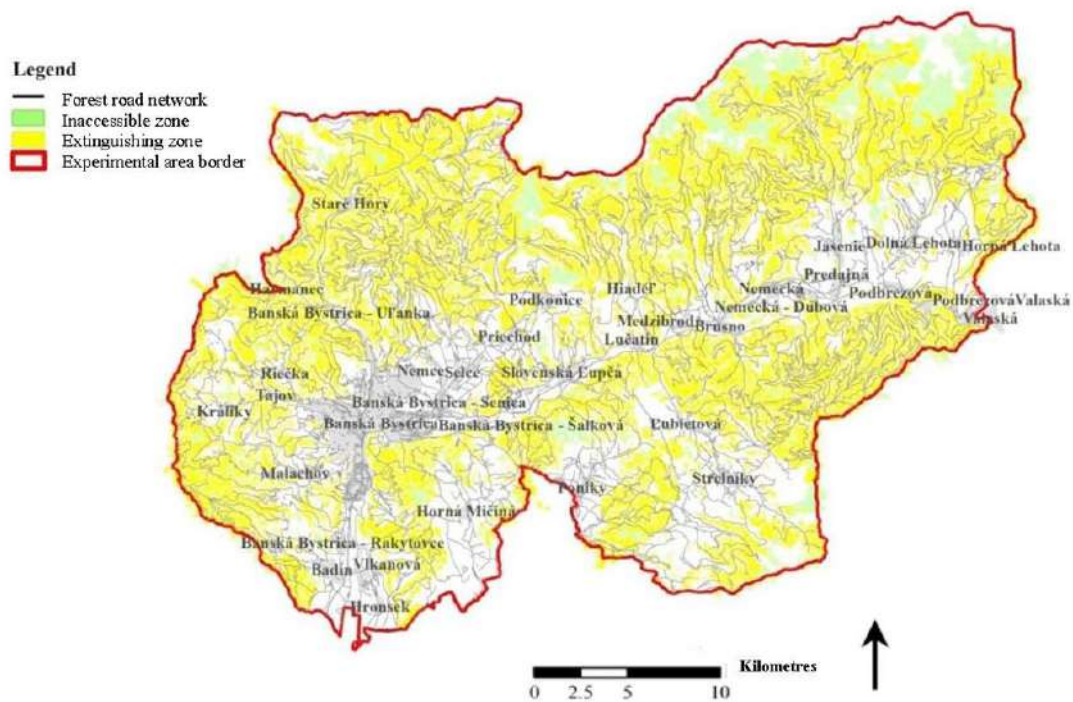 Legend
Forest road network
Inaccessible zone
Extinguishing zone
Experimental area border
Staré Hory
Jasenie
Dolná Lehota
Horná Lehota
Predajná
Harmanec
Podkonice
Hiadeľ
Nemecká
Podbrezová
Podbrezová
Valaská
Banská Bystrica - Uľanka
Nemecká - Dubová
Medzibrod
Brusno
Valaská
Priechod
Lučatín
Riečka
Nemce
Selce
Slovenská Ľupča
Tajov
Králiky
Banská Bystrica - Senica
Banská Bystrica
Banská Bystrica - Šalková
Ľubietová
Malachov
Strelníky
Poniky
Horná Mičiná
Banská Bystrica - Rakytovce
Badín
Vlkanová
Hronsek
Kilometres
0 2.5 5 10